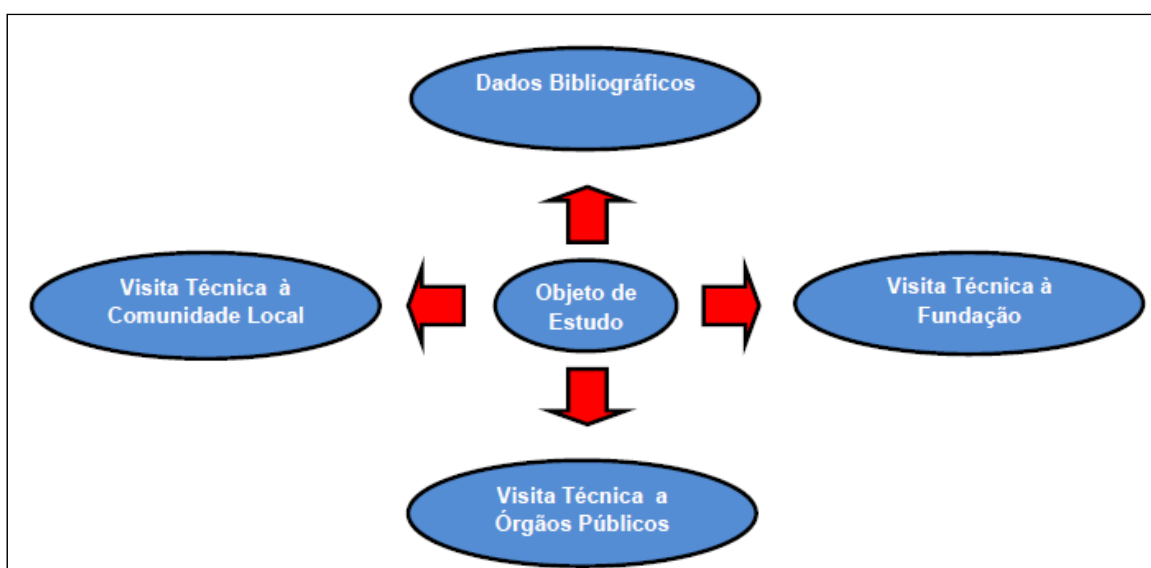 Dados Bibliográficos
Visita Técnica à
Comunidade Local
Objeto de
Estudo
Visita Técnica à
Fundação
Visita Técnica a
Órgãos Públicos